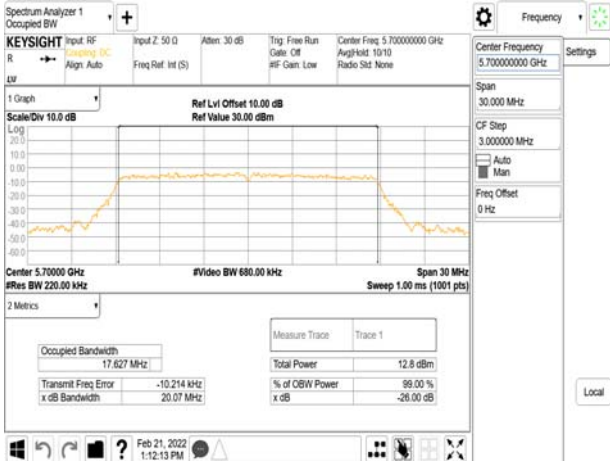 Spectrum Analyzer 1
Occupied BW
Frequency
KEYSIGHT
R
Input: RF
Coupling: DC
Align: Auto
Input Z: 50 Ω
Freq Ref: Int (S)
Atten: 30 dB
Trig: Free Run
Gate: Off
#IF Gain: Low
Center Freq: 5.700000000 GHz
Avg|Hold: 10/10
Radio Std: None
Center Frequency
5.700000000 GHz
Settings
Span
30.000 MHz
CF Step
3.000000 MHz
Auto
Man
Freq Offset
0 Hz
Local
1 Graph
Scale/Div 10.0 dB
Ref Lvl Offset 10.00 dB
Ref Value 30.00 dBm
Log
20.0
10.0
0.00
-10.0
-20.0
-30.0
-40.0
-50.0
-60.0
Center 5.70000 GHz
#Res BW 220.00 kHz
#Video BW 680.00 kHz
Span 30 MHz
Sweep 1.00 ms (1001 pts)
2 Metrics
Measure Trace Trace 1
Occupied Bandwidth
17.627 MHz
Total Power 12.8 dBm
Transmit Freq Error -10.214 kHz
% of OBW Power 99.00 %
x dB Bandwidth 20.07 MHz
x dB -26.00 dB
?
Feb 21, 2022
1:12:13 PM